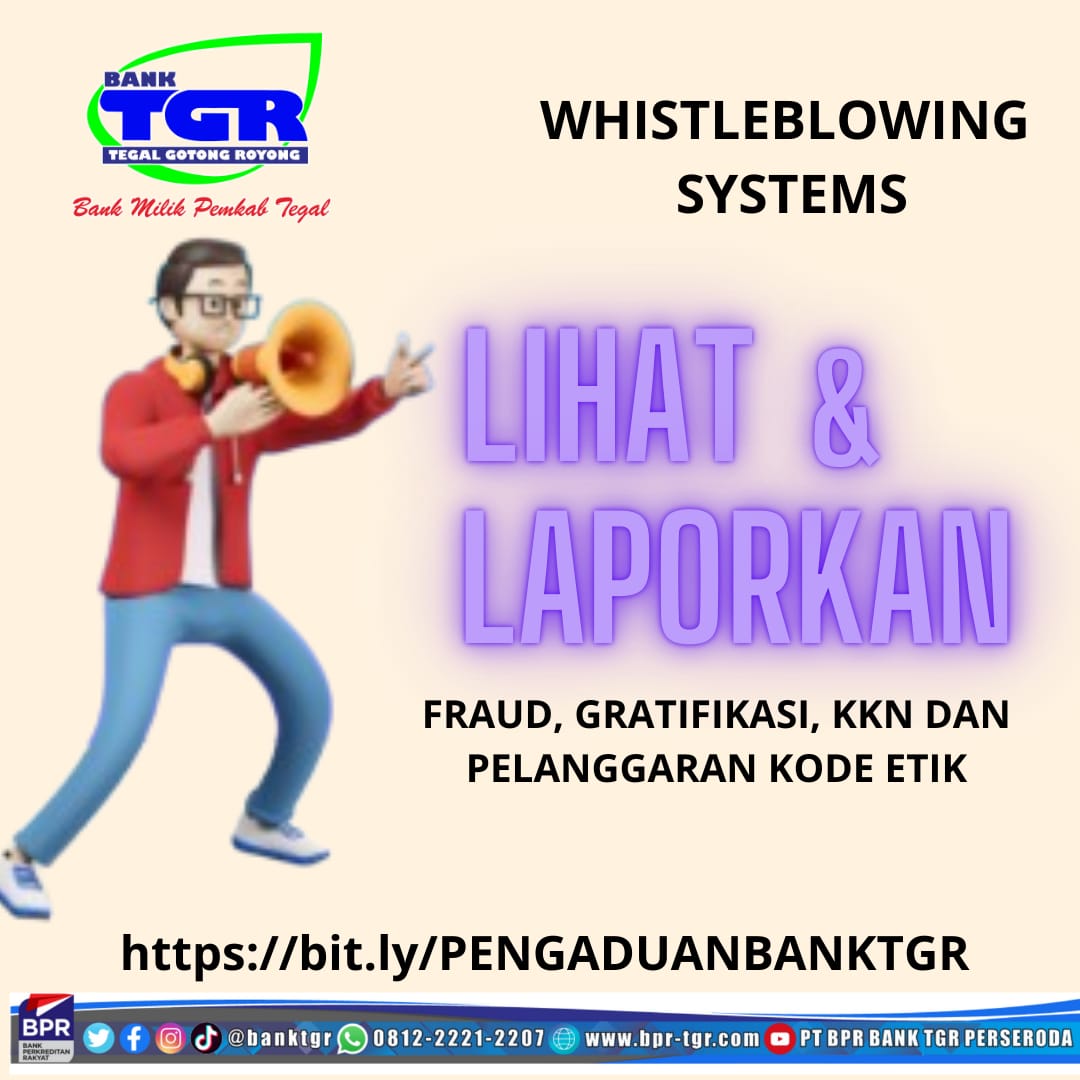 BANK
TGR
TEGAL GOTONG ROYONG
Bank Milik Pemkab Tegal
WHISTLEBLOWING
SYSTEMS
LIHAT &
LAPORKAN
FRAUD, GRATIFIKASI, KKN DAN
PELANGGARAN KODE ETIK
https://bit.ly/PENGADUANBANKTGR
BPR
BANK
PERKREDITAN
RAKYAT
@banktgr 0812-2221-2207 www.bpr-tgr.com PT BPR BANK TGR PERSERODA